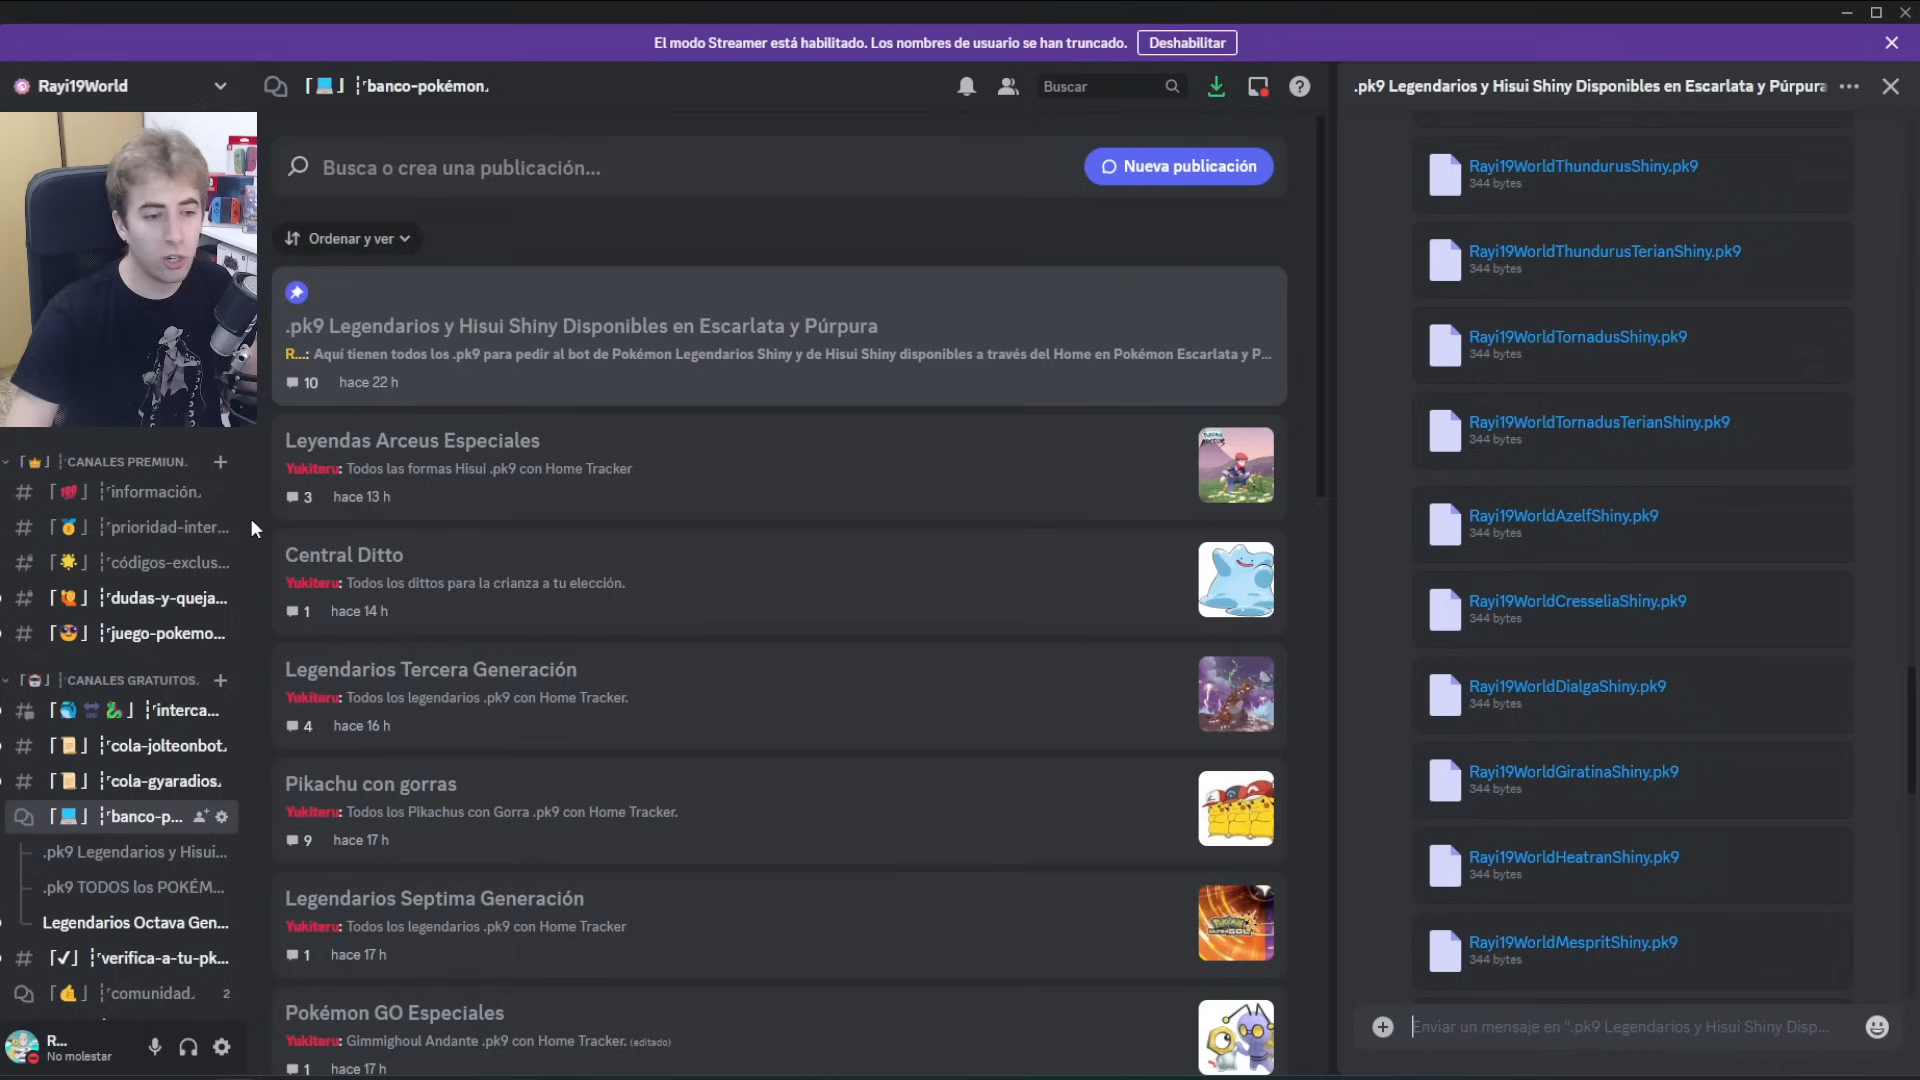 El modo Streamer está habilitado. Los nombres de usuario se han truncado.
Deshabilitar
Rayi19World
banco-pokémon.
Buscar
.pk9 Legendarios y Hisui Shiny Disponibles en Escarlata y Púrpura
Busca o crea una publicación...
Nueva publicación
Ordenar y ver
.pk9 Legendarios y Hisui Shiny Disponibles en Escarlata y Púrpura
R...: Aquí tienen todos los .pk9 para pedir al bot de Pokémon Legendarios Shiny y de Hisui Shiny disponibles a través del Home en Pokémon Escarlata y P...
10 hace 22 h
Leyendas Arceus Especiales
Yukiteru: Todos las formas Hisui .pk9 con Home Tracker
3 hace 13 h
Central Ditto
Yukiteru: Todos los dittos para la crianza a tu elección.
1 hace 14 h
Legendarios Tercera Generación
Yukiteru: Todos los legendarios .pk9 con Home Tracker.
4 hace 16 h
Pikachu con gorras
Yukiteru: Todos los Pikachus con Gorra .pk9 con Home Tracker.
9 hace 17 h
Legendarios Septima Generación
Yukiteru: Todos los legendarios .pk9 con Home Tracker
1 hace 17 h
Pokémon GO Especiales
Yukiteru: Gimmighoul Andante .pk9 con Home Tracker. (editado)
1 hace 17 h
CANALES PREMIUN.
información.
prioridad-inter...
códigos-exclus...
dudas-y-queja...
juego-pokemo...
CANALES GRATUITOS.
interca...
cola-jolteonbot.
cola-gyaradios.
banco-p...
.pk9 Legendarios y Hisui...
.pk9 TODOS los POKÉM...
Legendarios Octava Gen...
verifica-a-tu-pk...
comunidad. 2
R...
No molestar
Rayi19WorldThundurusShiny.pk9
344 bytes
Rayi19WorldThundurusTerianShiny.pk9
344 bytes
Rayi19WorldTornadusShiny.pk9
344 bytes
Rayi19WorldTornadusTerianShiny.pk9
344 bytes
Rayi19WorldAzelfShiny.pk9
344 bytes
Rayi19WorldCresseliaShiny.pk9
344 bytes
Rayi19WorldDialgaShiny.pk9
344 bytes
Rayi19WorldGiratinaShiny.pk9
344 bytes
Rayi19WorldHeatranShiny.pk9
344 bytes
Rayi19WorldMespritShiny.pk9
344 bytes
Enviar un mensaje en ".pk9 Legendarios y Hisui Shiny Disp...